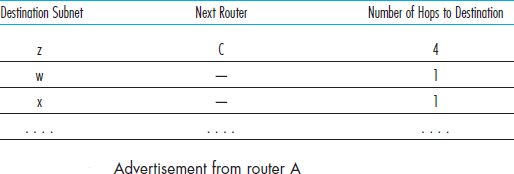 Destination Subnet Next Router Number of Hops to Destination
z C 4
w — 1
x — 1
. . . . . . . . . . . .
Advertisement from router A